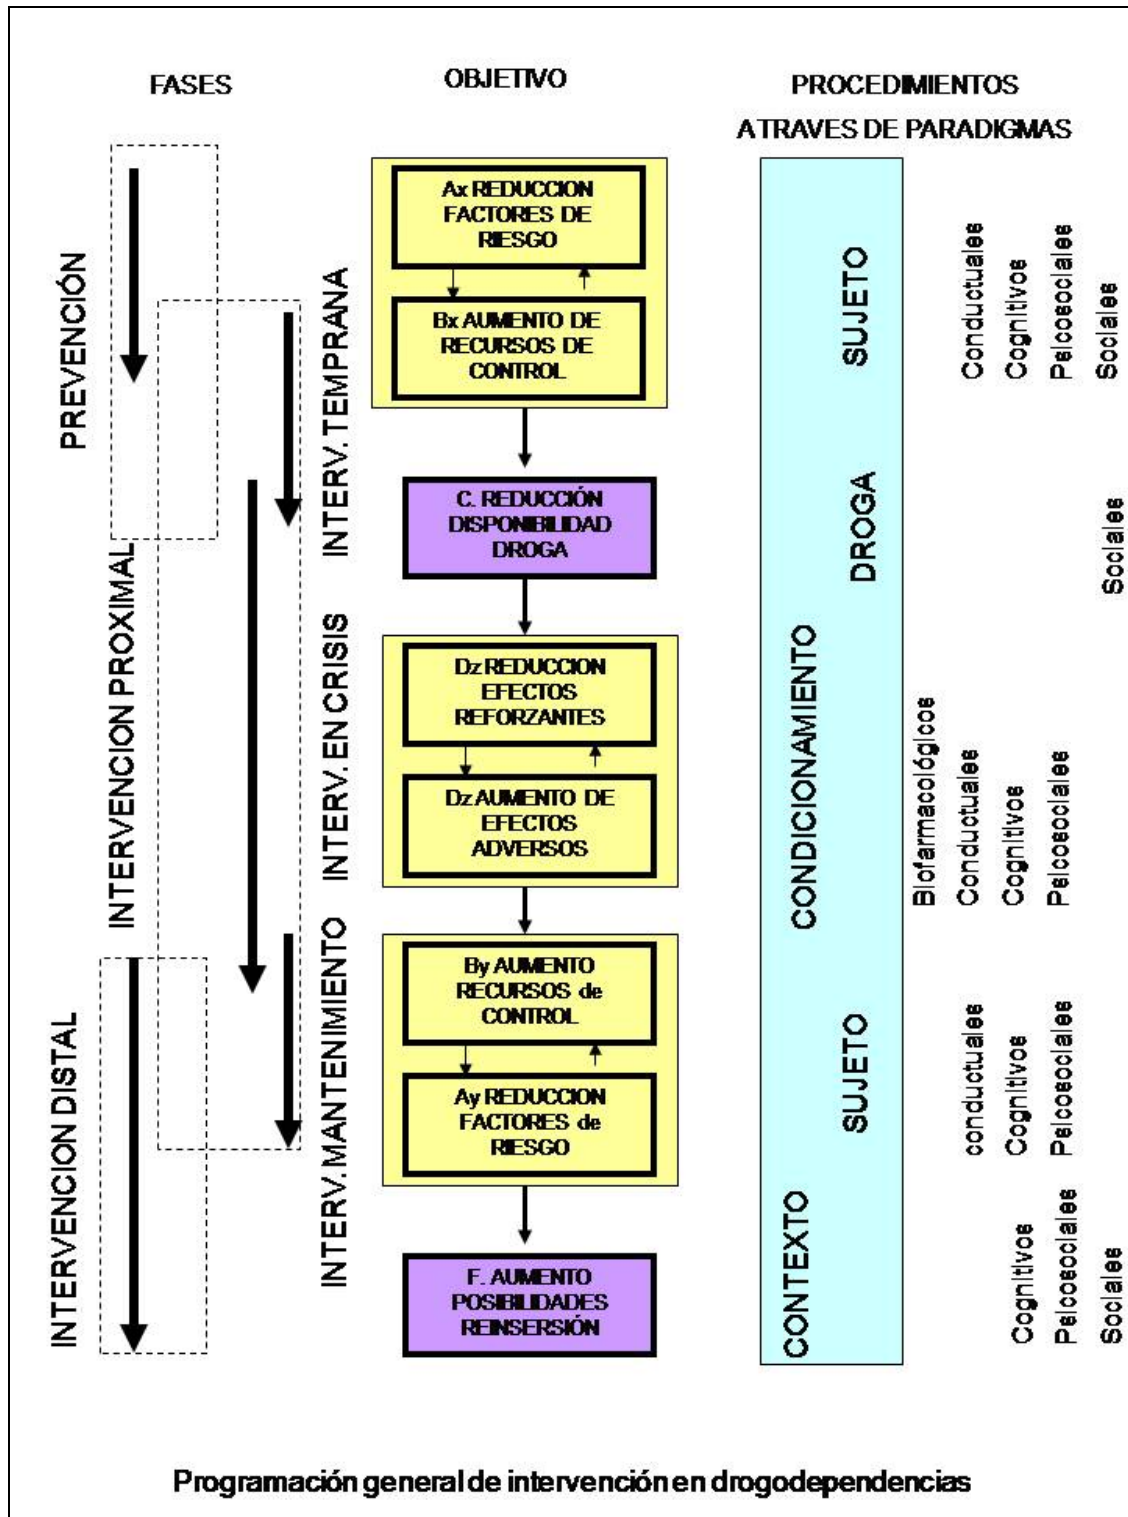 FASES
OBJETIVO
PROCEDIMIENTOS
A TRAVES DE PARADIGMAS
PREVENCIÓN
INTERVENCION PROXIMAL
INTERVENCION DISTAL
INTERV. TEMPRANA
INTERV. EN CRISIS
INTERV. MANTENIMIENTO
Ax REDUCCION
FACTORES DE
RIESGO
Bx AUMENTO DE
RECURSOS DE
CONTROL
C. REDUCCIÓN
DISPONIBILIDAD
DROGA
Dz REDUCCION
EFECTOS
REFORZANTES
Dz AUMENTO DE
EFECTOS
ADVERSOS
By AUMENTO
RECURSOS de
CONTROL
Ay REDUCCION
FACTORES de
RIESGO
F. AUMENTO
POSIBILIDADES
REINSERSIÓN
SUJETO
Conductuales
Cognitivos
Psicosociales
Sociales
DROGA
Sociales
CONDICIONAMIENTO
Biofarmacológicos
Conductuales
Cognitivos
Psicosociales
SUJETO
conductuales
Cognitivos
Psicosociales
CONTEXTO
Cognitivos
Psicosociales
Sociales
Programación general de intervención en drogodependencias